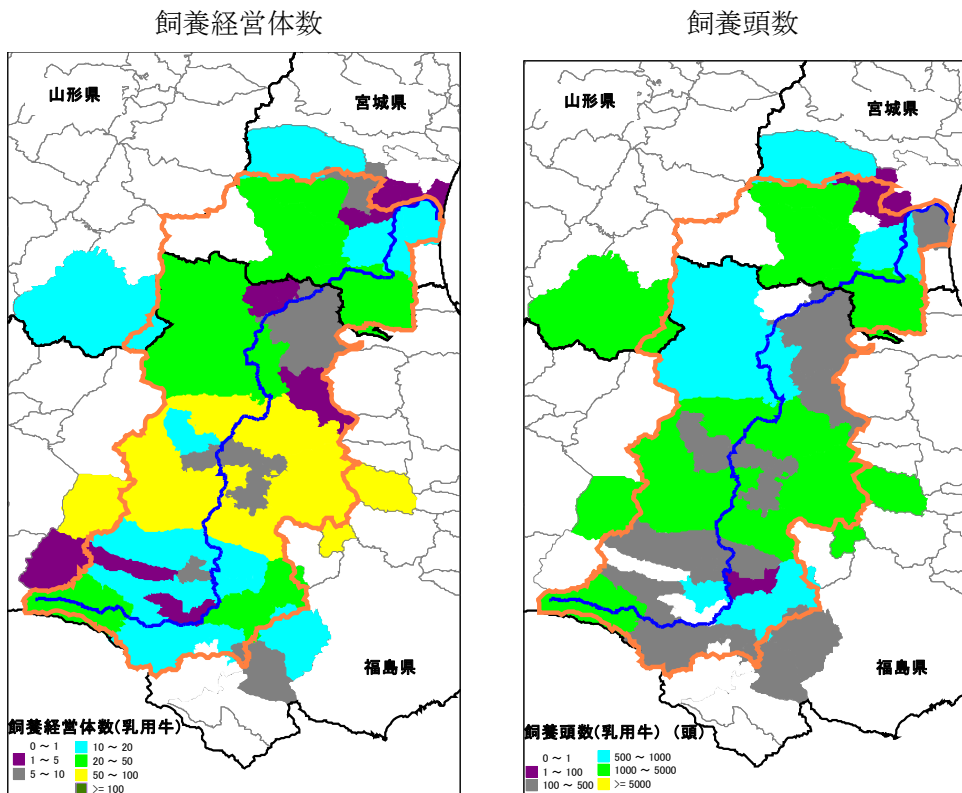 飼養経営体数
飼養頭数
山形県
宮城県
福島県
飼養経営体数(乳用牛)
0 ~ 1
1 ~ 5
5 ~ 10
10 ~ 20
20 ~ 50
50 ~ 100
>= 100
山形県
宮城県
福島県
飼養頭数(乳用牛) (頭)
0 ~ 1
1 ~ 100
100 ~ 500
500 ~ 1000
1000 ~ 5000
>= 5000